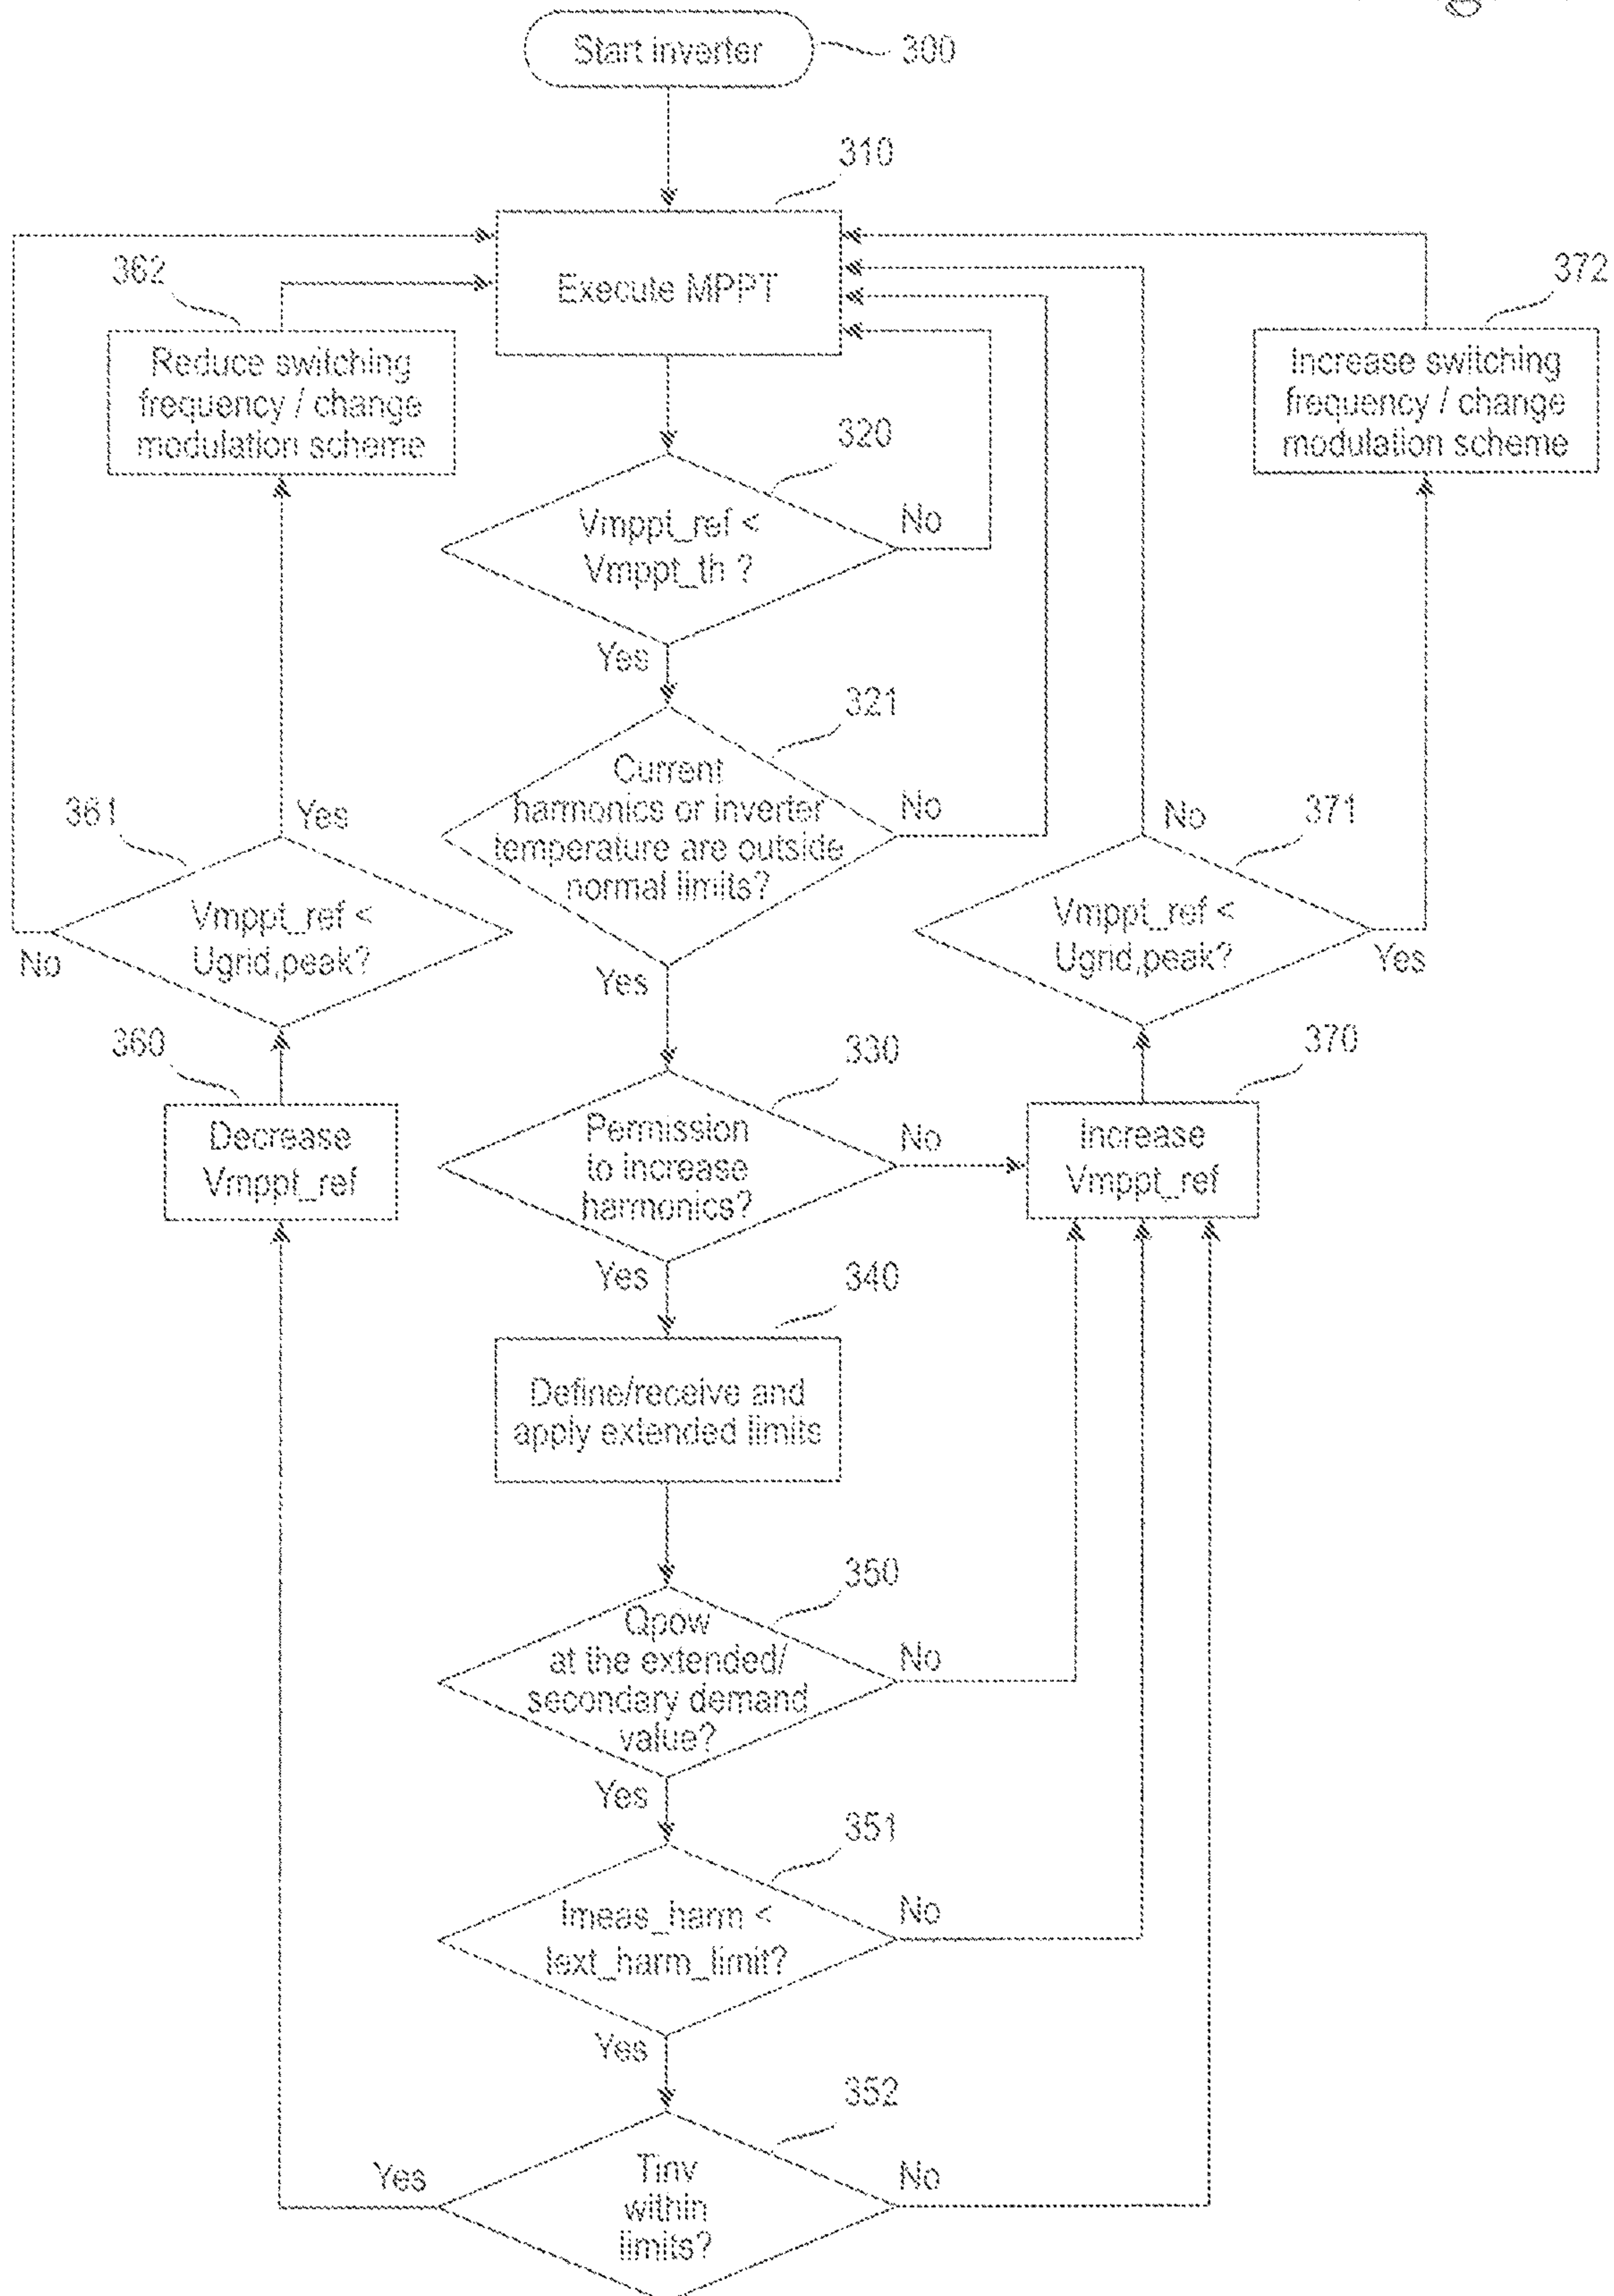 Start inverter
300
310
Execute MPPT
362
Reduce switching
frequency / change
modulation scheme
372
Increase switching
frequency / change
modulation scheme
320
Vmppt_ref <
Vmppt_th ?
No
Yes
321
Current
harmonics or inverter
temperature are outside
normal limits?
No
Yes
361
Yes
Vmppt_ref <
Ugrid,peak?
No
371
No
Vmppt_ref <
Ugrid,peak?
Yes
360
Decrease
Vmppt_ref
330
Permission
to increase
harmonics?
No
Yes
370
Increase
Vmppt_ref
340
Define/receive and
apply extended limits
350
Qpow
at the extended/
secondary demand
value?
No
Yes
351
Imeas_harm <
Iext_harm_limit?
No
Yes
352
Tinv
within
limits?
Yes
No